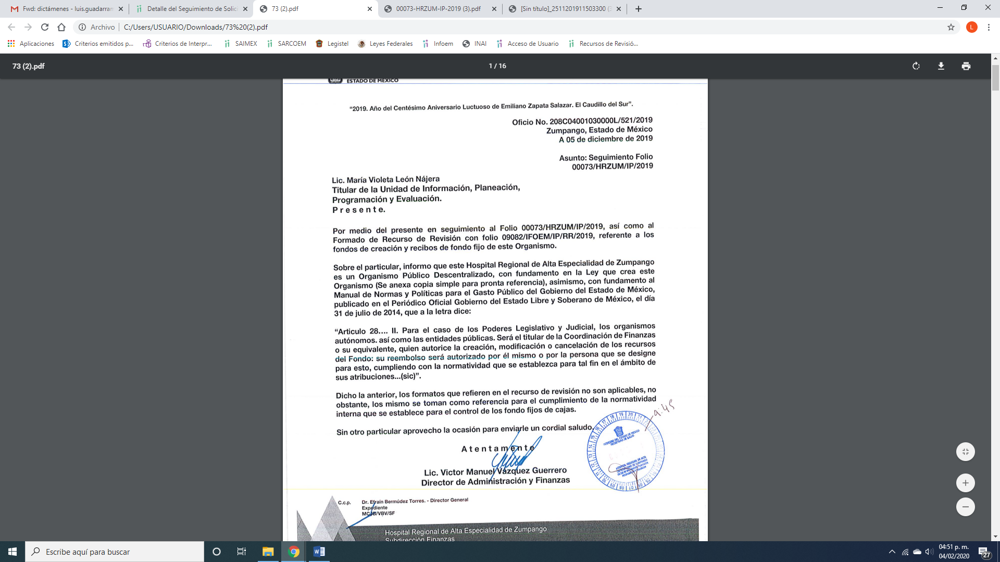 Fwd: dictámenes - luis.guadarran
Detalle del Seguimiento de Solici
73 (2).pdf
00073-HRZUM-IP-2019 (3).pdf
[Sin título]_2511201911503300 (3
Archivo
C:/Users/USUARIO/Downloads/73%20(2).pdf
L
Aplicaciones
Criterios emitidos p...
Criterios de Interpr...
SAIMEX
SARCOEM
Legistel
Leyes Federales
Infoem
INAI
Acceso de Usuario
Recursos de Revisió...
73 (2).pdf
1 / 16
ESTADO DE MÉXICO
“2019. Año del Centésimo Aniversario Luctuoso de Emiliano Zapata Salazar. El Caudillo del Sur”.
Oficio No. 208C04001030000L/521/2019
Zumpango, Estado de México
A 05 de diciembre de 2019
Asunto: Seguimiento Folio
00073/HRZUM/IP/2019
Lic. María Violeta León Nájera
Titular de la Unidad de Información, Planeación,
Programación y Evaluación.
P r e s e n t e.
Por medio del presente en seguimiento al Folio 00073/HRZUM/IP/2019, así como al
Formado de Recurso de Revisión con folio 09082/IFOEM/IP/RR/2019, referente a los
fondos de creación y recibos de fondo fijo de este Organismo.
Sobre el particular, informo que este Hospital Regional de Alta Especialidad de Zumpango
es un Organismo Público Descentralizado, con fundamento en la Ley que crea este
Organismo (Se anexa copia simple para pronta referencia), asimismo, con fundamento al
Manual de Normas y Políticas para el Gasto Público del Gobierno del Estado de México,
publicado en el Periódico Oficial Gobierno del Estado Libre y Soberano de México, el día
31 de julio de 2014, que a la letra dice:
“Articulo 28…. II. Para el caso de los Poderes Legislativo y Judicial, los organismos
autónomos. así como las entidades públicas. Será el titular de la Coordinación de Finanzas
o su equivalente, quien autorice la creación, modificación o cancelación de los recursos
del Fondo: su reembolso será autorizado por él mismo o por la persona que se designe
para esto, cumpliendo con la normatividad que se establezca para tal fin en el ámbito de
sus atribuciones...(sic)”.
Dicho la anterior, los formatos que refieren en el recurso de revisión no son aplicables, no
obstante, los mismo se toman como referencia para el cumplimiento de la normatividad
interna que se establece para el control de los fondo fijos de cajas.
9:45
Sin otro particular aprovecho la ocasión para enviarle un cordial saludo.
GOBIERNO DEL ESTADO DE MÉXICO
SECRETARÍA DE SALUD
A t e n t a m e n t e
HOSPITAL REGIONAL DE ALTA
Lic. Victor Manuel Vázquez Guerrero
Director de Administración y Finanzas
C.c.p. Dr. Efraín Bermúdez Torres. - Director General
Expediente
MCJB/VBV/SF
Hospital Regional de Alta Especialidad de Zumpango
Subdirección Finanzas
Escribe aquí para buscar
04:51 p. m.
04/02/2020
27